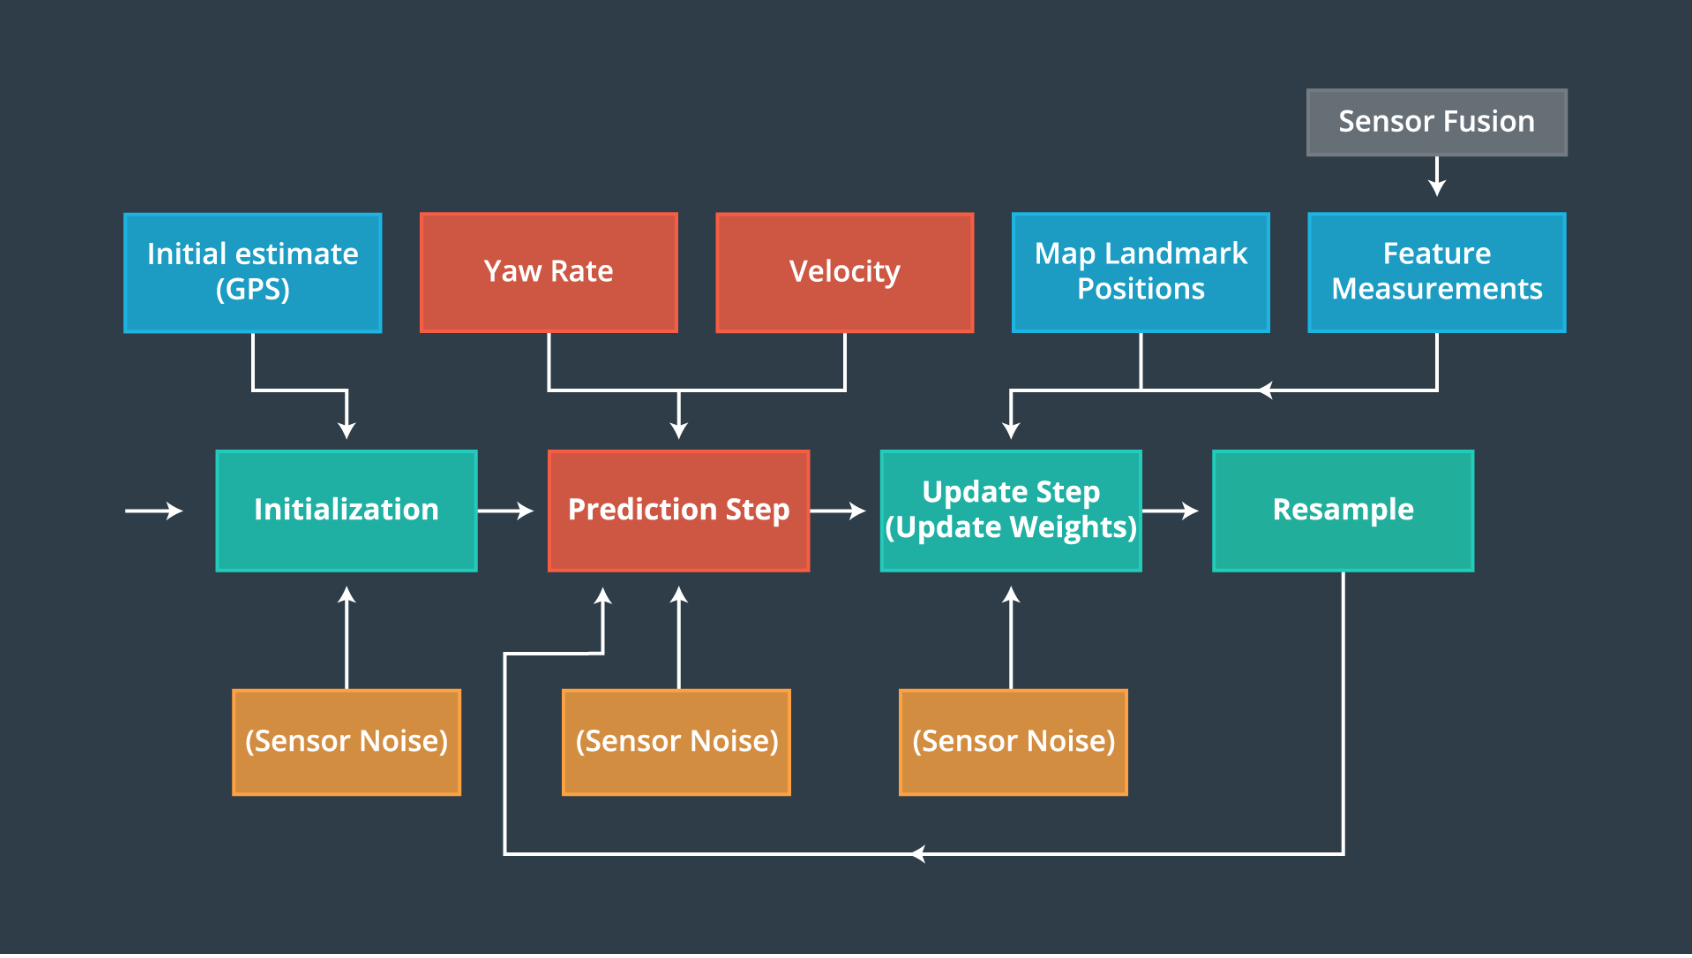 Sensor Fusion
Initial estimate
(GPS)
Yaw Rate
Velocity
Map Landmark
Positions
Feature
Measurements
Initialization
Prediction Step
Update Step
(Update Weights)
Resample
(Sensor Noise)
(Sensor Noise)
(Sensor Noise)